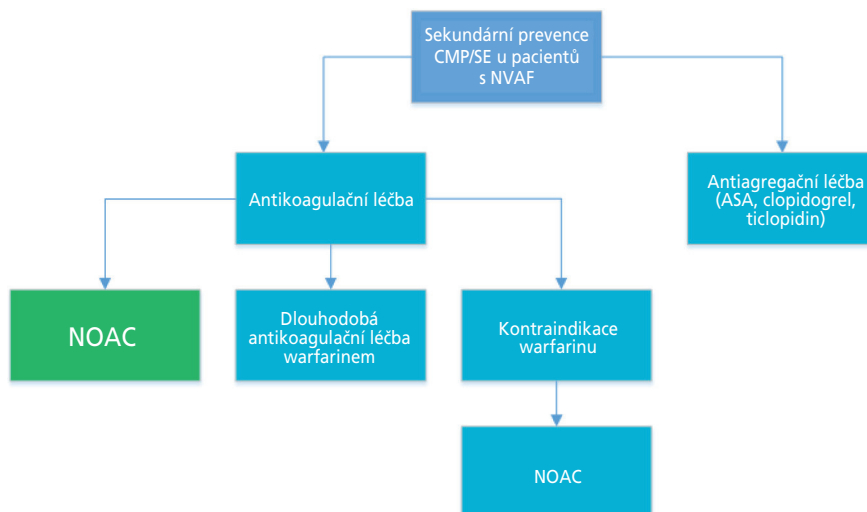 Sekundární prevence
CMP/SE u pacientů
s NVAF
Antikoagulační léčba
Antiagregační léčba
(ASA, clopidogrel,
ticlopidin)
NOAC
Dlouhodobá
antikoagulační léčba
warfarinem
Kontraindikace
warfarinu
NOAC